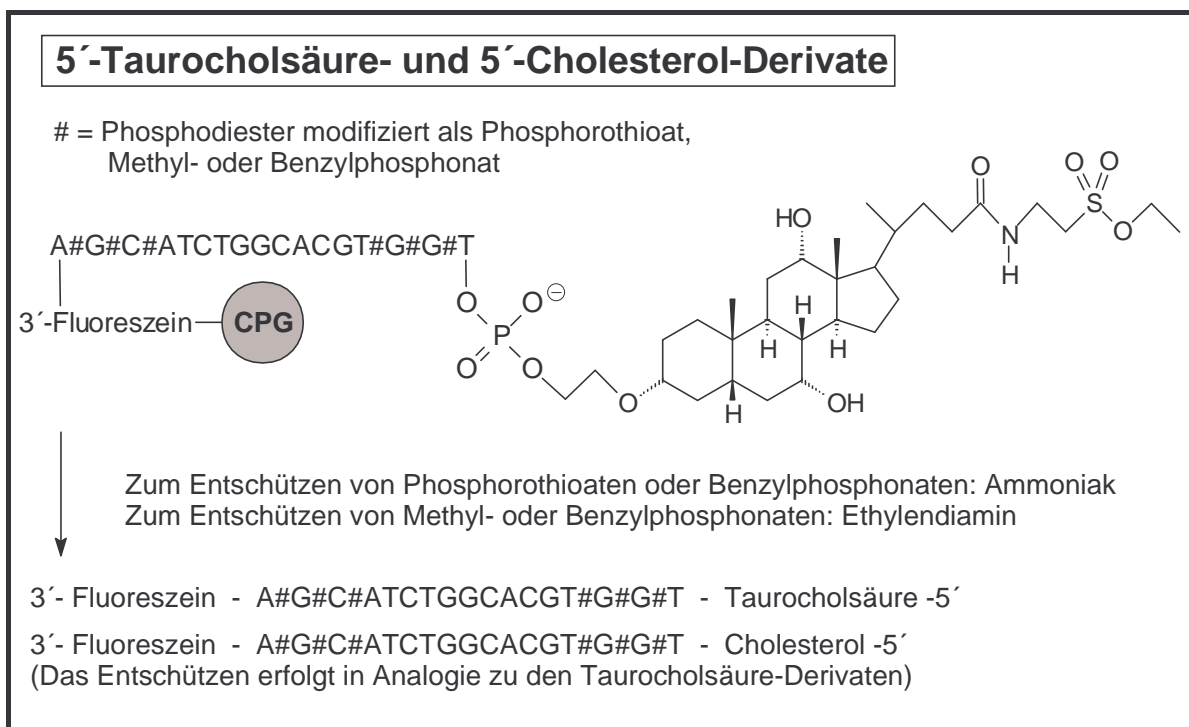 5´-Taurocholsäure- und 5´-Cholesterol-Derivate
# = Phosphodiester modifiziert als Phosphorothioat,
Methyl- oder Benzylphosphonat
A#G#C#ATCTGGCACGT#G#G#T
3´-Fluoreszein
CPG
O
O
P
O
O
⊖
O
HO
H
H
H
H
OH
O
N
H
O
O
S
O
Zum Entschützen von Phosphorothioaten oder Benzylphosphonaten: Ammoniak
Zum Entschützen von Methyl- oder Benzylphosphonaten: Ethylendiamin
3´- Fluoreszein - A#G#C#ATCTGGCACGT#G#G#T - Taurocholsäure -5´
3´- Fluoreszein - A#G#C#ATCTGGCACGT#G#G#T - Cholesterol -5´
(Das Entschützen erfolgt in Analogie zu den Taurocholsäure-Derivaten)